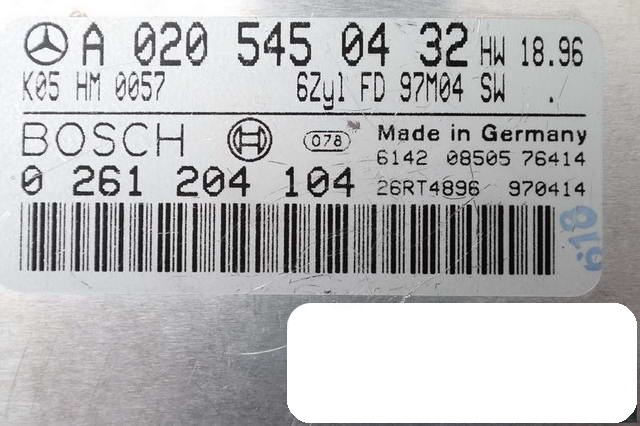 A 020 545 04 32 HW 18.96
K05 HM 0057 6Zyl FD 97M04 SW .
BOSCH 078 Made in Germany
6142 08505 76414
0 261 204 104 26RT4896 970414
618